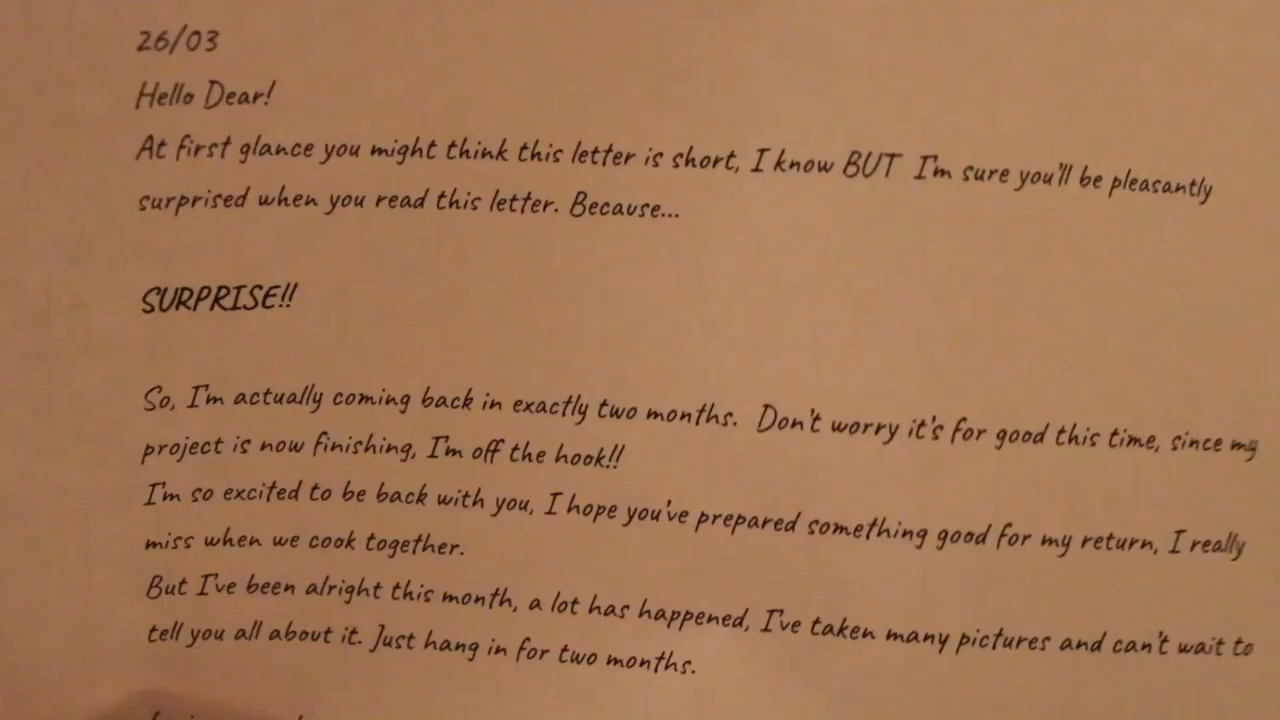 26/03
Hello Dear!
At first glance you might think this letter is short, I know BUT I'm sure you'll be pleasantly
surprised when you read this letter. Because...
SURPRISE!!
So, I'm actually coming back in exactly two months. Don't worry it's for good this time, since my
project is now finishing, I'm off the hook!!
I'm so excited to be back with you, I hope you've prepared something good for my return, I really
miss when we cook together.
But I've been alright this month, a lot has happened, I've taken many pictures and can't wait to
tell you all about it. Just hang in for two months.